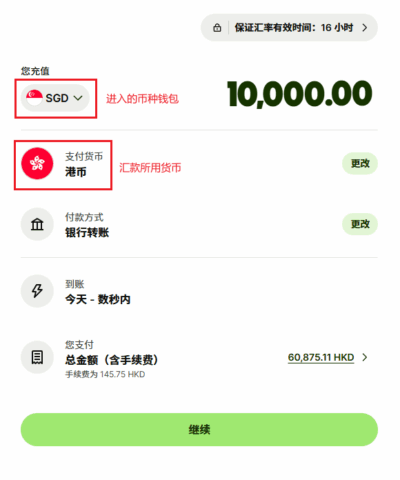 保证汇率有效时间：16 小时
您充值
SGD
进入的币种钱包
10,000.00
支付货币
港币
汇款所用货币
更改
付款方式
银行转账
更改
到账
今天 - 数秒内
您支付
总金额（含手续费）
60,875.11 HKD
手续费为 145.75 HKD
继续